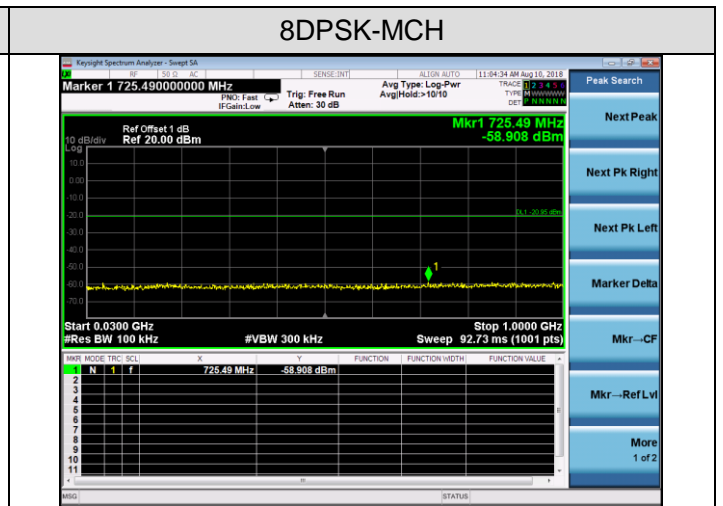 8DPSK-MCH
Keysight Spectrum Analyzer - Swept SA
RF 50 Ω AC SENSE:INT ALIGN AUTO 11:04:34 AM Aug 10, 2018
Marker 1 725.490000000 MHz
PNO: Fast
IFGain:Low
Trig: Free Run
Atten: 30 dB
Avg Type: Log-Pwr
Avg|Hold:>10/10
TRACE 1 2 3 4 5 6
TYPE M WWWWW
DET P N N N N N
Peak Search
Next Peak
Next Pk Right
Next Pk Left
Marker Delta
Mkr→CF
Mkr→RefLvl
More
1 of 2
Ref Offset 1 dB
10 dB/div Ref 20.00 dBm
Log
Mkr1 725.49 MHz
-58.908 dBm
10.0
0.00
-10.0
-20.0
-30.0
-40.0
-50.0
-60.0
-70.0
DL1 -20.95 dBm
1
Start 0.0300 GHz Stop 1.0000 GHz
#Res BW 100 kHz #VBW 300 kHz Sweep 92.73 ms (1001 pts)
MKR MODE TRC SCL X Y FUNCTION FUNCTION WIDTH FUNCTION VALUE
1 N 1 f 725.49 MHz -58.908 dBm
2
3
4
5
6
7
8
9
10
11
MSG STATUS